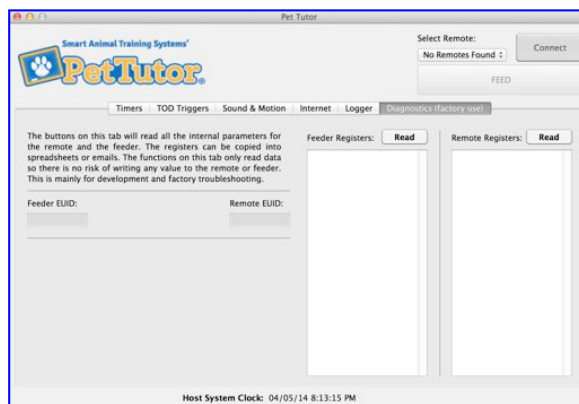 Pet Tutor
Smart Animal Training Systems'
PetTutor®
Select Remote:
No Remotes Found
Connect
FEED
Timers TOD Triggers Sound & Motion Internet Logger Diagnostics (factory use)
The buttons on this tab will read all the internal parameters for
the remote and the feeder. The registers can be copied into
spreadsheets or emails. The functions on this tab only read data
so there is no risk of writing any value to the remote or feeder.
This is mainly for development and factory troubleshooting.
Feeder EUID:
Remote EUID:
Feeder Registers: Read
Remote Registers: Read
Host System Clock: 04/05/14 8:13:15 PM